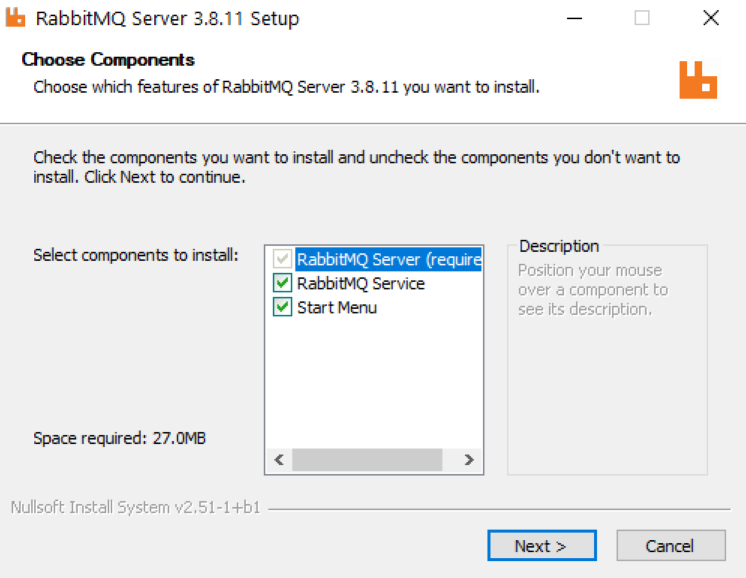 RabbitMQ Server 3.8.11 Setup
Choose Components
Choose which features of RabbitMQ Server 3.8.11 you want to install.
Check the components you want to install and uncheck the components you don't want to
install. Click Next to continue.
Select components to install:
RabbitMQ Server (require
RabbitMQ Service
Start Menu
Description
Position your mouse
over a component to
see its description.
Space required: 27.0MB
Nullsoft Install System v2.51-1+b1
Next >
Cancel